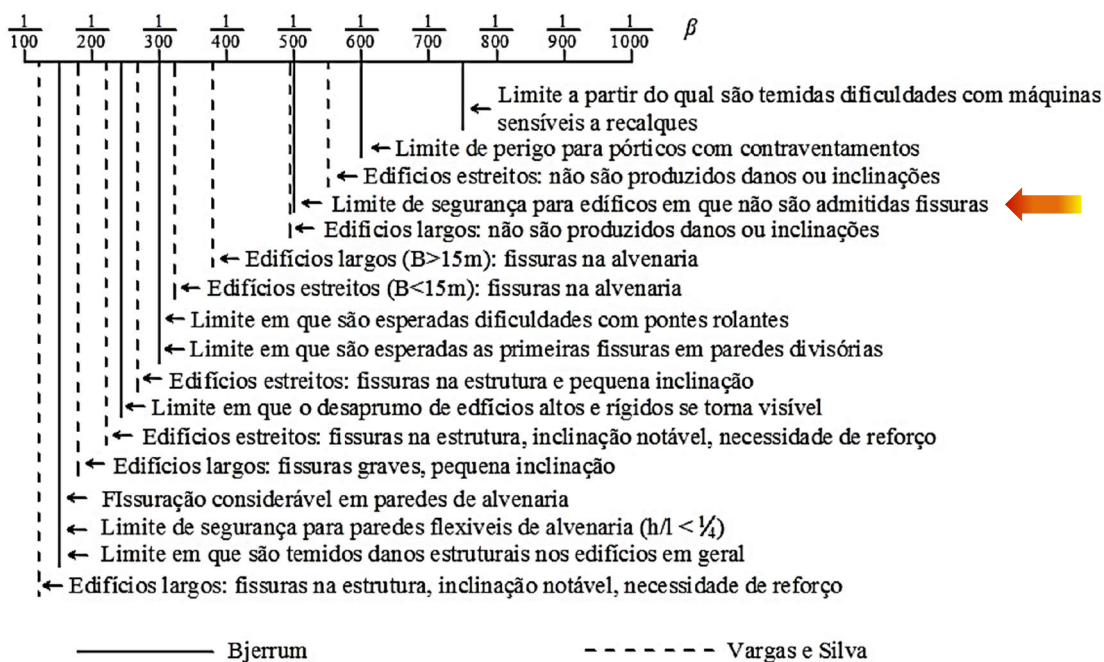 1/100 1/200 1/300 1/400 1/500 1/600 1/700 1/800 1/900 1/1000 β
Limite a partir do qual são temidas dificuldades com máquinas
sensíveis a recalques
Limite de perigo para pórticos com contraventamentos
Edifícios estreitos: não são produzidos danos ou inclinações
Limite de segurança para edíficos em que não são admitidas fissuras
Edifícios largos: não são produzidos danos ou inclinações
Edifícios largos (B>15m): fissuras na alvenaria
Edifícios estreitos (B<15m): fissuras na alvenaria
Limite em que são esperadas dificuldades com pontes rolantes
Limite em que são esperadas as primeiras fissuras em paredes divisórias
Edifícios estreitos: fissuras na estrutura e pequena inclinação
Limite em que o desaprumo de edfícios altos e rígidos se torna visível
Edifícios estreitos: fissuras na estrutura, inclinação notável, necessidade de reforço
Edifícios largos: fissuras graves, pequena inclinação
FIssuração considerável em paredes de alvenaria
Limite de segurança para paredes flexiveis de alvenaria (h/l < ¼)
Limite em que são temidos danos estruturais nos edifícios em geral
Edifícios largos: fissuras na estrutura, inclinação notável, necessidade de reforço
Bjerrum Vargas e Silva